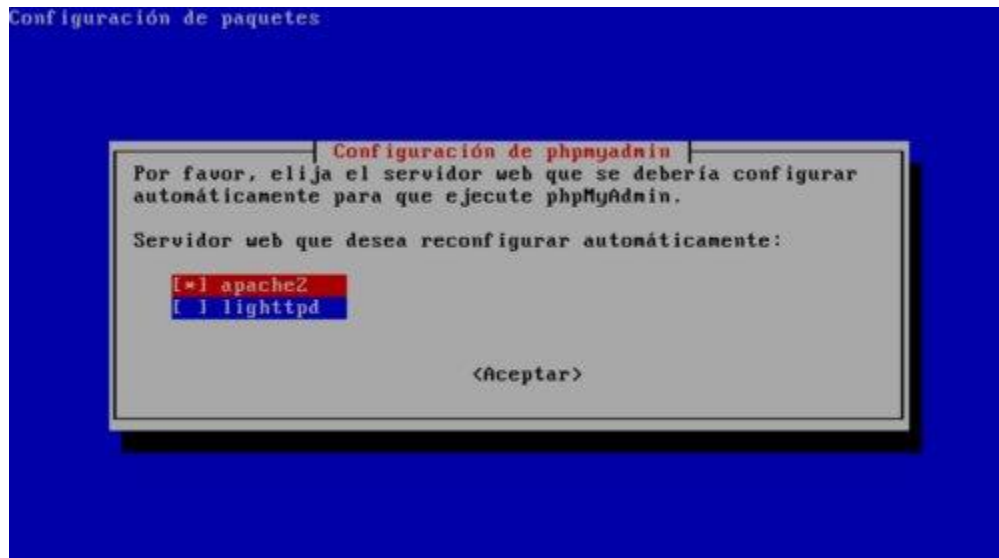 Configuración de paquetes
Configuración de phpmyadmin
Por favor, elija el servidor web que se debería configurar
automáticamente para que ejecute phpMyAdmin.
Servidor web que desea reconfigurar automáticamente:
[*] apache2
[ ] lighttpd
<Aceptar>